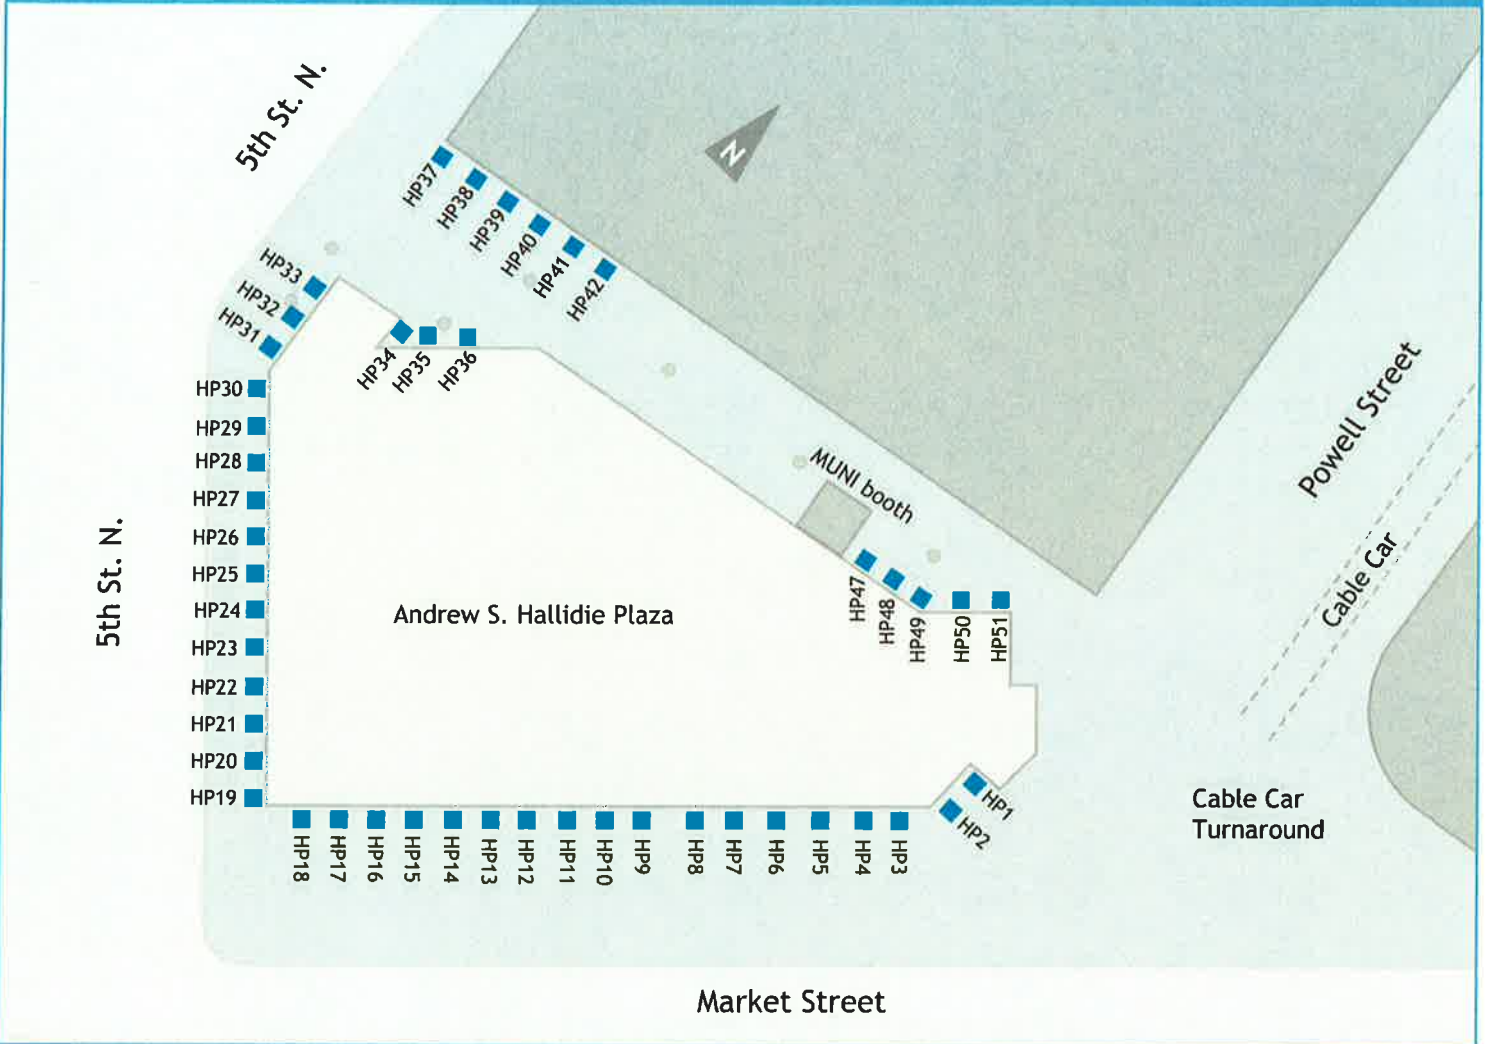 5th St. N.
N
HP37
HP38
HP39
HP40
HP41
HP42
HP33
HP32
HP31
HP34
HP35
HP36
HP30
HP29
HP28
HP27
HP26
HP25
HP24
HP23
HP22
HP21
HP20
HP19
5th St. N.
Andrew S. Hallidie Plaza
MUNI booth
HP47
HP48
HP49
HP50
HP51
Powell Street
Cable Car
Cable Car
Turnaround
HP1
HP2
HP18
HP17
HP16
HP15
HP14
HP13
HP12
HP11
HP10
HP9
HP8
HP7
HP6
HP5
HP4
HP3
Market Street